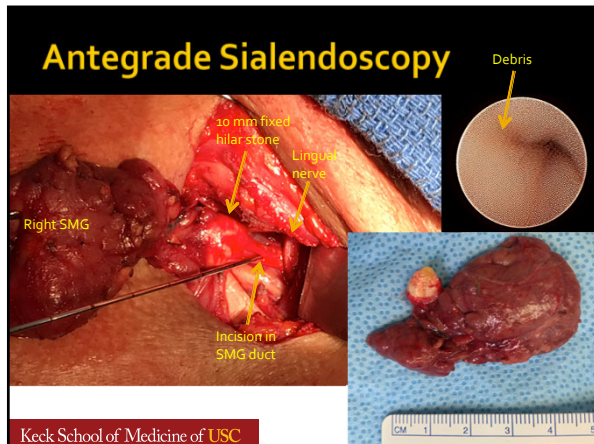 Antegrade Sialendoscopy
Debris
10 mm fixed
hilar stone
Lingual
nerve
Right SMG
Incision in
SMG duct
CM 1 2 3 4 5
Keck School of Medicine of USC